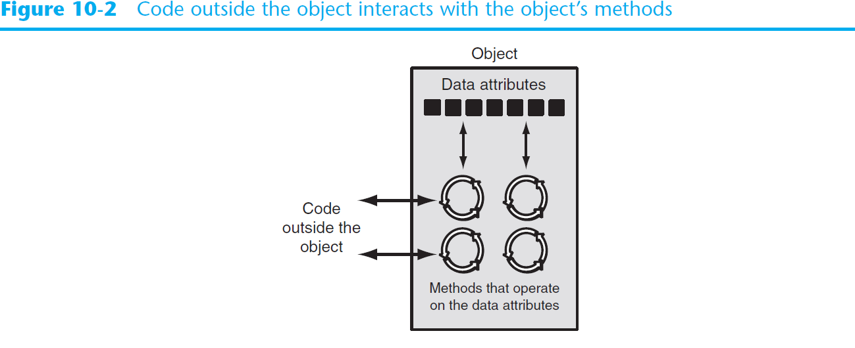 Figure 10-2 Code outside the object interacts with the object's methods
Object
Data attributes
Code
outside the
object
Methods that operate
on the data attributes